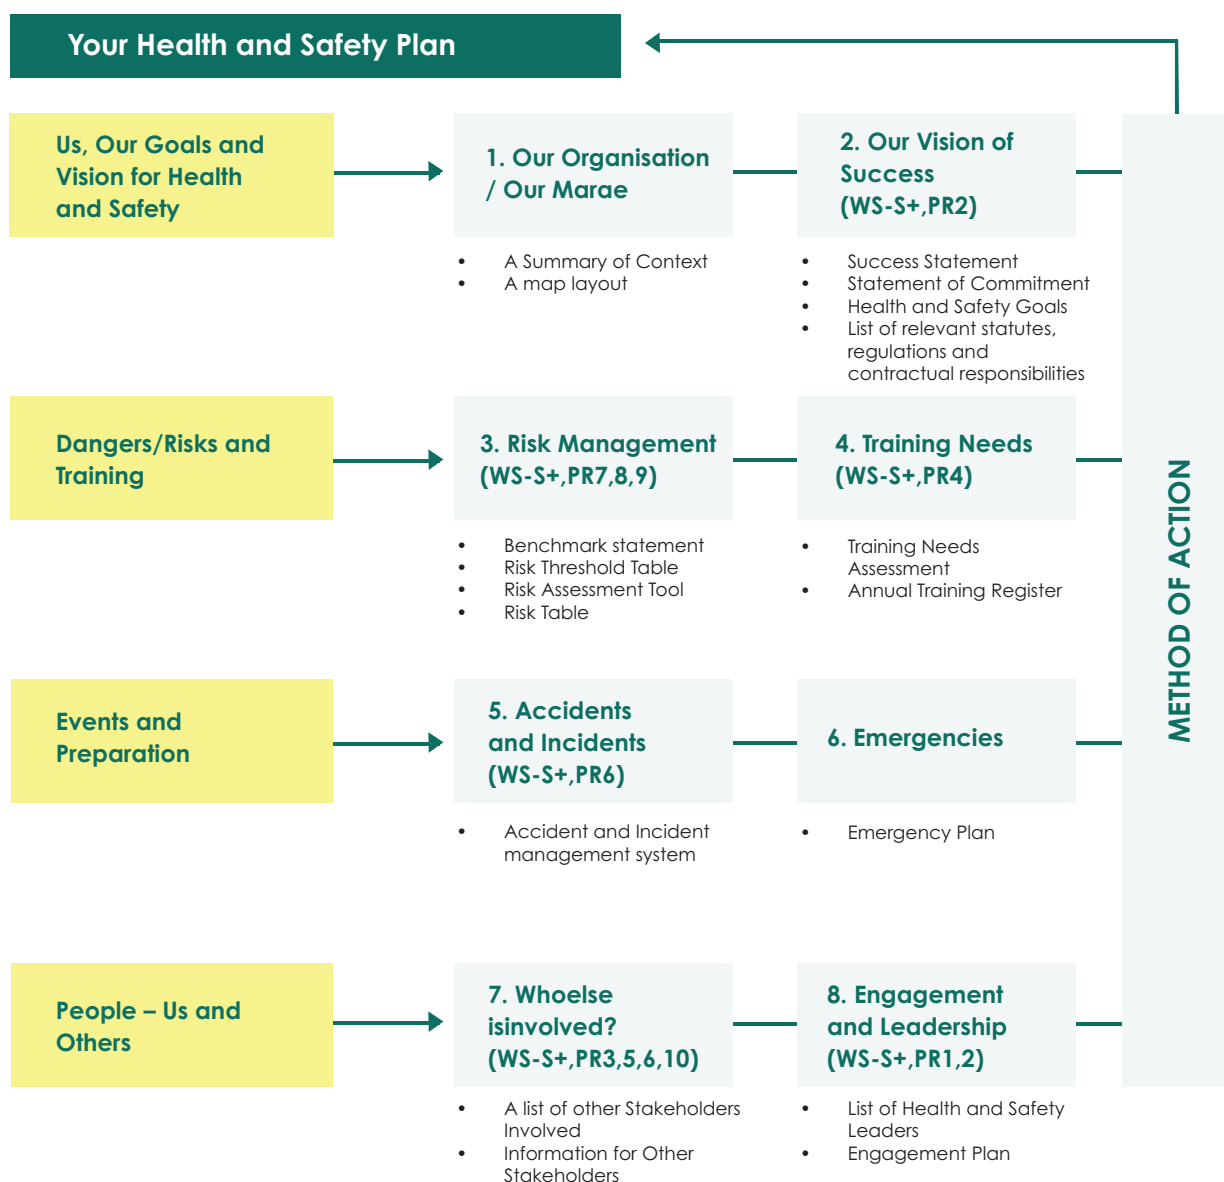 Your Health and Safety Plan
Us, Our Goals and
Vision for Health
and Safety
1. Our Organisation
/ Our Marae
• A Summary of Context
• A map layout
2. Our Vision of
Success
(WS-S+,PR2)
• Success Statement
• Statement of Commitment
• Health and Safety Goals
• List of relevant statutes,
regulations and
contractual responsibilities
Dangers/Risks and
Training
3. Risk Management
(WS-S+,PR7,8,9)
• Benchmark statement
• Risk Threshold Table
• Risk Assessment Tool
• Risk Table
4. Training Needs
(WS-S+,PR4)
• Training Needs
Assessment
• Annual Training Register
Events and
Preparation
5. Accidents
and Incidents
(WS-S+,PR6)
• Accident and Incident
management system
6. Emergencies
• Emergency Plan
People – Us and
Others
7. Whoelse
isinvolved?
(WS-S+,PR3,5,6,10)
• A list of other Stakeholders
Involved
• Information for Other
Stakeholders
8. Engagement
and Leadership
(WS-S+,PR1,2)
• List of Health and Safety
Leaders
• Engagement Plan
METHOD OF ACTION